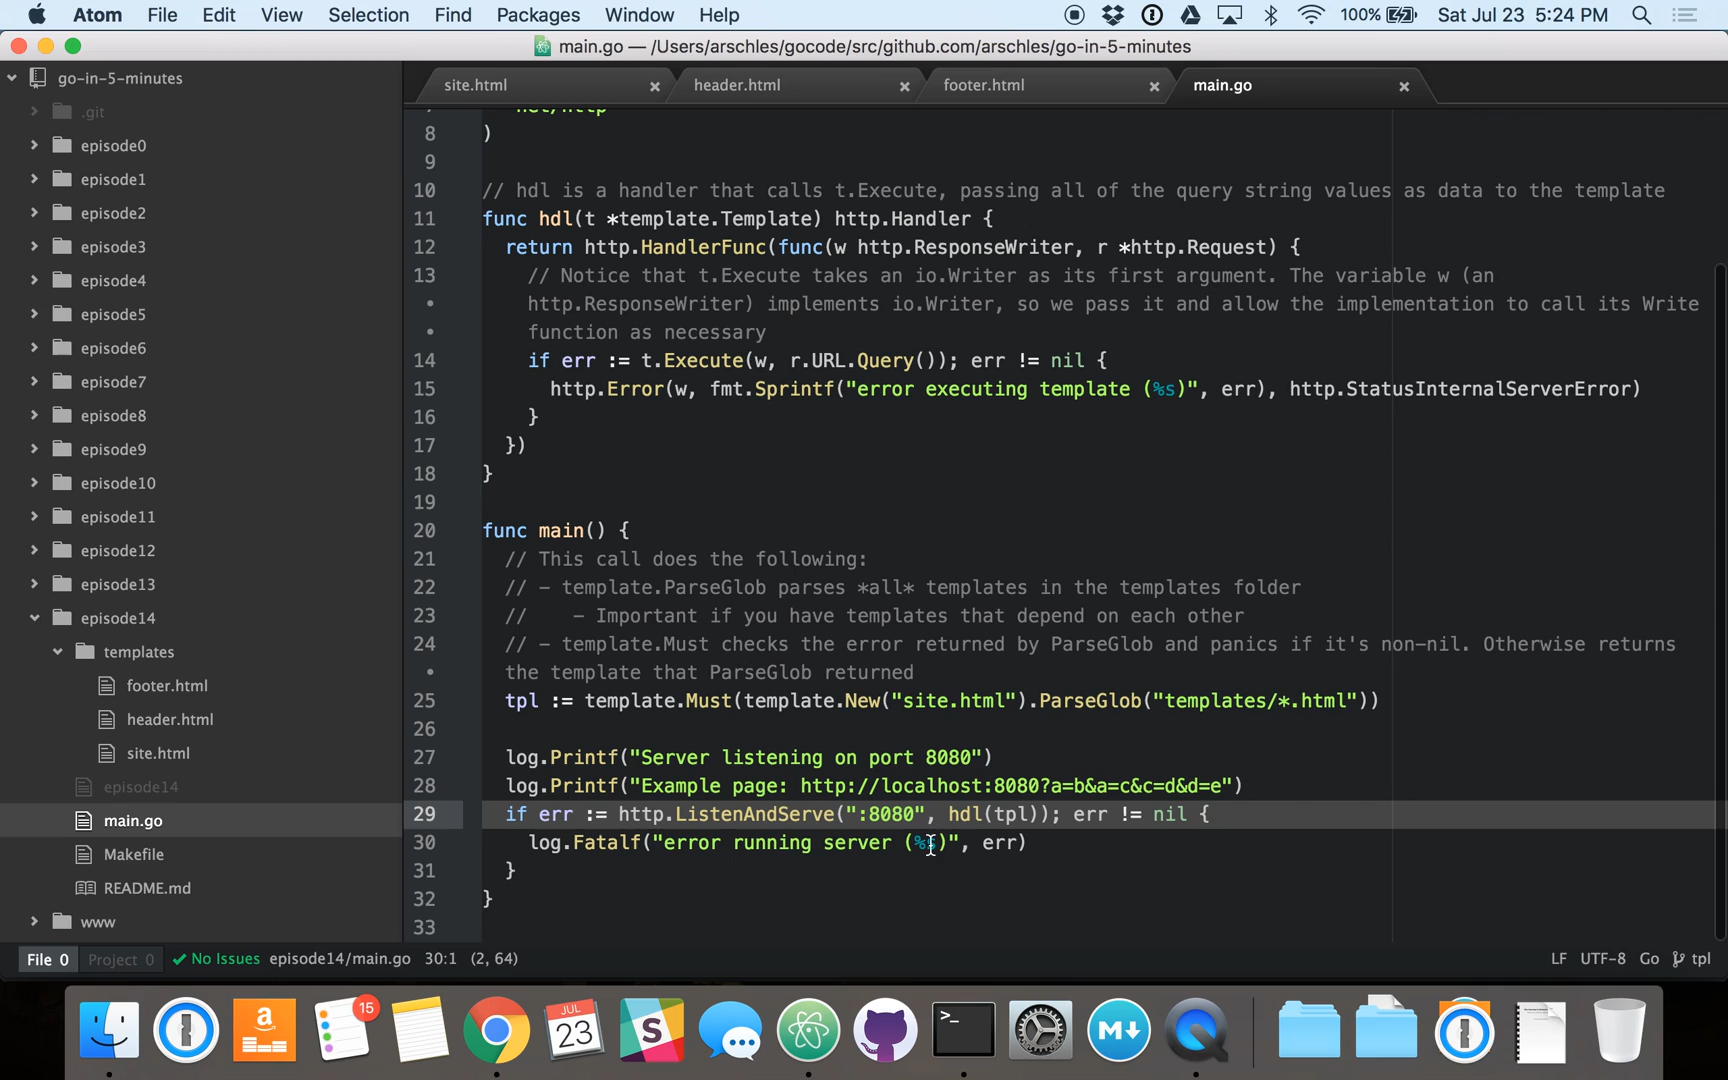 Atom File Edit View Selection Find Packages Window Help 100% Sat Jul 23 5:24 PM
main.go — /Users/arschles/gocode/src/github.com/arschles/go-in-5-minutes
go-in-5-minutes
.git
episode0
episode1
episode2
episode3
episode4
episode5
episode6
episode7
episode8
episode9
episode10
episode11
episode12
episode13
episode14
templates
footer.html
header.html
site.html
episode14
main.go
Makefile
README.md
www
site.html header.html footer.html main.go
"net/http"
8 )
9
10 // hdl is a handler that calls t.Execute, passing all of the query string values as data to the template
11 func hdl(t *template.Template) http.Handler {
12 return http.HandlerFunc(func(w http.ResponseWriter, r *http.Request) {
13 // Notice that t.Execute takes an io.Writer as its first argument. The variable w (an
• http.ResponseWriter) implements io.Writer, so we pass it and allow the implementation to call its Write
• function as necessary
14 if err := t.Execute(w, r.URL.Query()); err != nil {
15 http.Error(w, fmt.Sprintf("error executing template (%s)", err), http.StatusInternalServerError)
16 }
17 })
18 }
19
20 func main() {
21 // This call does the following:
22 // - template.ParseGlob parses *all* templates in the templates folder
23 // - Important if you have templates that depend on each other
24 // - template.Must checks the error returned by ParseGlob and panics if it's non-nil. Otherwise returns
• the template that ParseGlob returned
25 tpl := template.Must(template.New("site.html").ParseGlob("templates/*.html"))
26
27 log.Printf("Server listening on port 8080")
28 log.Printf("Example page: http://localhost:8080?a=b&a=c&c=d&d=e")
29 if err := http.ListenAndServe(":8080", hdl(tpl)); err != nil {
30 log.Fatalf("error running server (%s)", err)
31 }
32 }
33
File 0 Project 0 No Issues episode14/main.go 30:1 (2, 64) LF UTF-8 Go tpl
15
JUL
23
a
S
>_
M